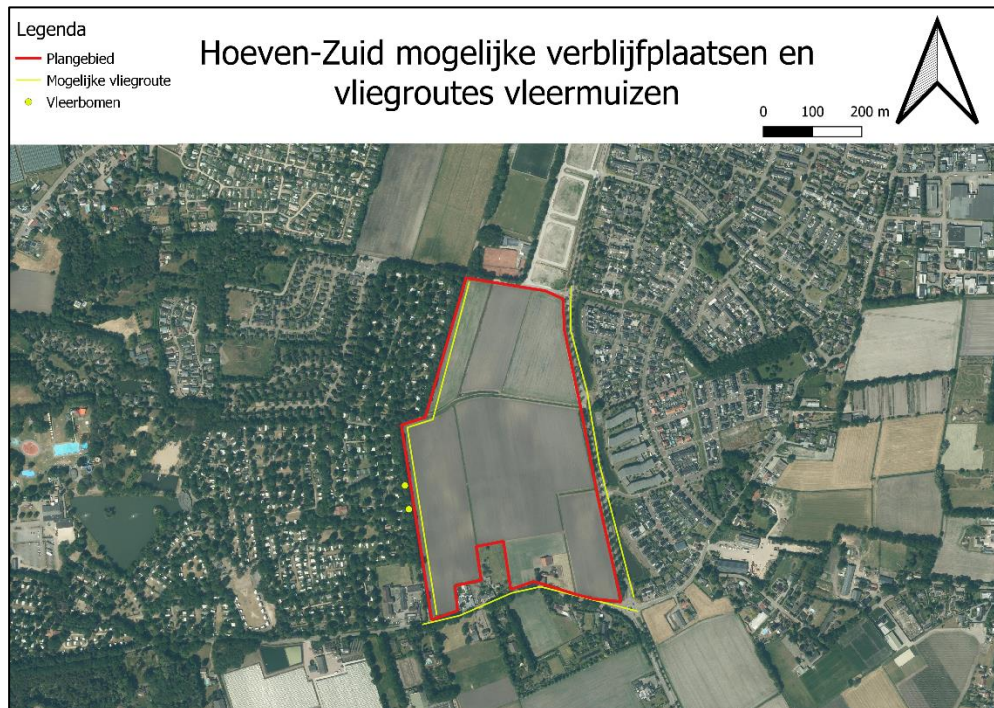 Legenda
Plangebied
Mogelijke vliegroute
Vleerbomen
Hoeven-Zuid mogelijke verblijfplaatsen en
vliegroutes vleermuizen
0 100 200 m